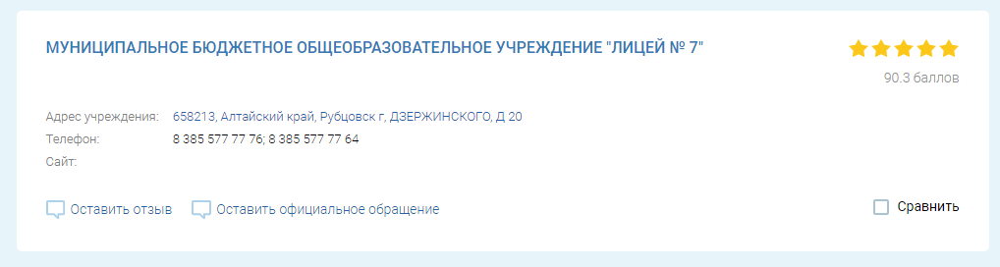 МУНИЦИПАЛЬНОЕ БЮДЖЕТНОЕ ОБЩЕОБРАЗОВАТЕЛЬНОЕ УЧРЕЖДЕНИЕ "ЛИЦЕЙ № 7"
90.3 баллов
Адрес учреждения: 658213, Алтайский край, Рубцовск г, ДЗЕРЖИНСКОГО, Д 20
Телефон: 8 385 577 77 76; 8 385 577 77 64
Сайт:
Оставить отзыв Оставить официальное обращение Сравнить